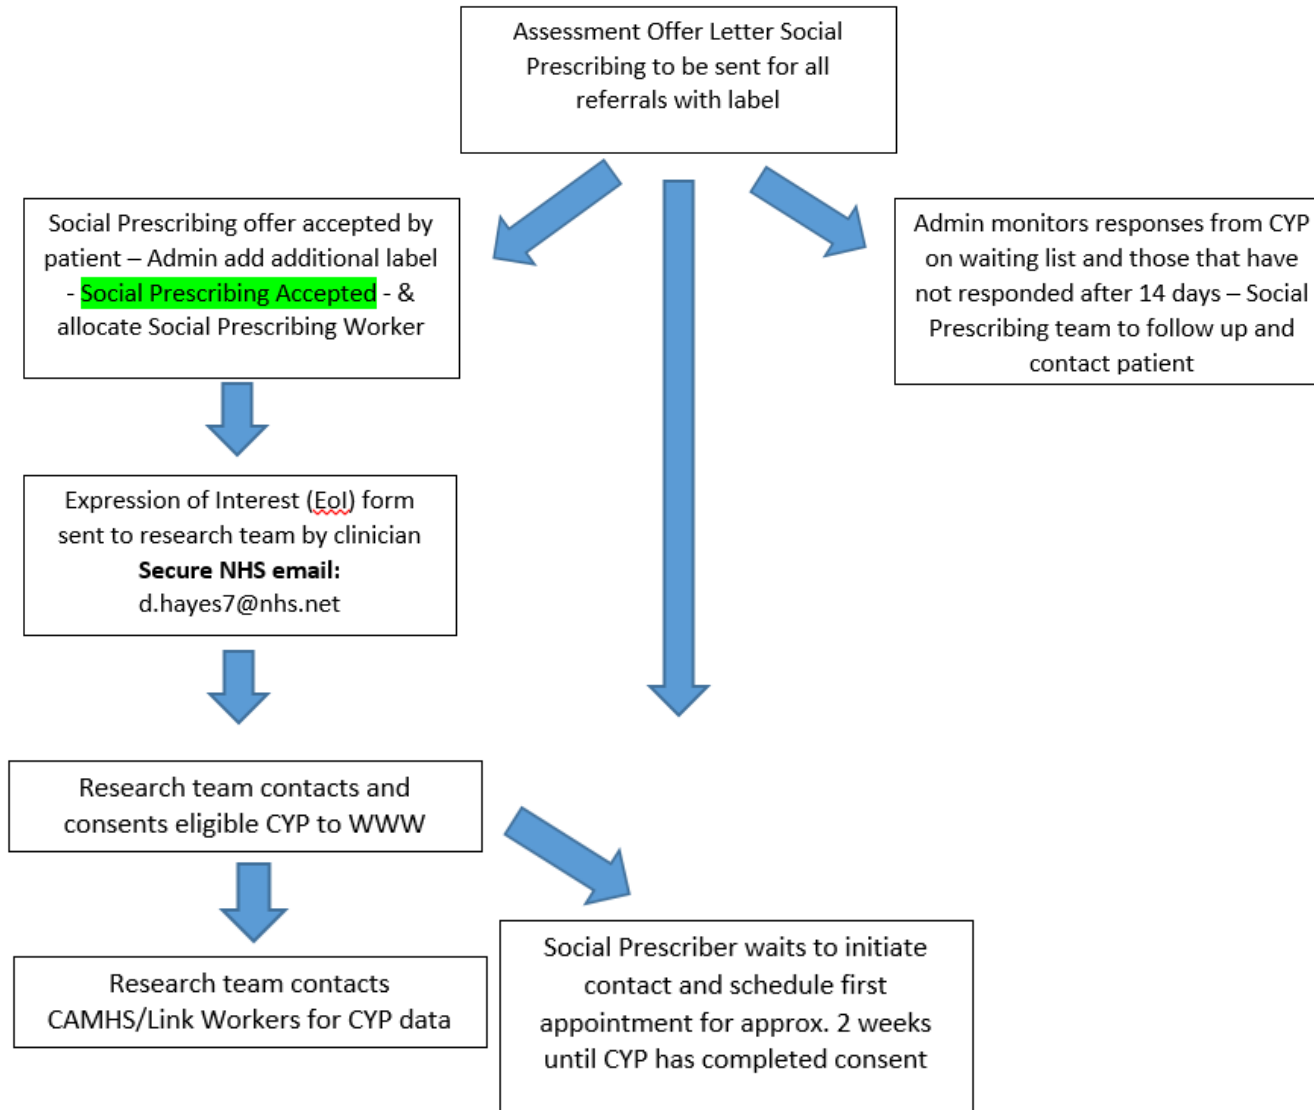 Assessment Offer Letter Social
Prescribing to be sent for all
referrals with label
Social Prescribing offer accepted by
patient – Admin add additional label
- Social Prescribing Accepted - &
allocate Social Prescribing Worker
Admin monitors responses from CYP
on waiting list and those that have
not responded after 14 days – Social
Prescribing team to follow up and
contact patient
Expression of Interest (EoI) form
sent to research team by clinician
Secure NHS email:
d.hayes7@nhs.net
Research team contacts and
consents eligible CYP to WWW
Research team contacts
CAMHS/Link Workers for CYP data
Social Prescriber waits to initiate
contact and schedule first
appointment for approx. 2 weeks
until CYP has completed consent